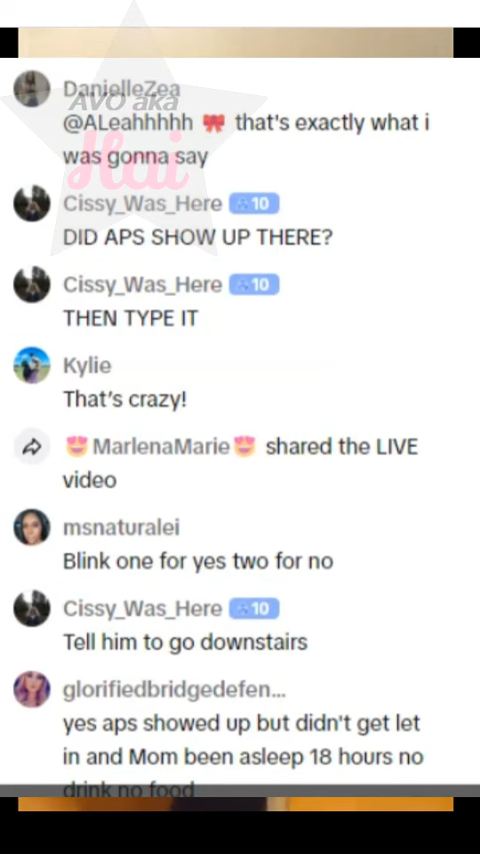 DanielleZea
AVO aka
@ALeahhhhh 🎀 that's exactly what i
was gonna say
Hai
Cissy_Was_Here 10
DID APS SHOW UP THERE?
Cissy_Was_Here 10
THEN TYPE IT
Kylie
That's crazy!
😍MarlenaMarie😍 shared the LIVE
video
msnaturalei
Blink one for yes two for no
Cissy_Was_Here 10
Tell him to go downstairs
glorifiedbridgedefen...
yes aps showed up but didn't get let
in and Mom been asleep 18 hours no
drink no food